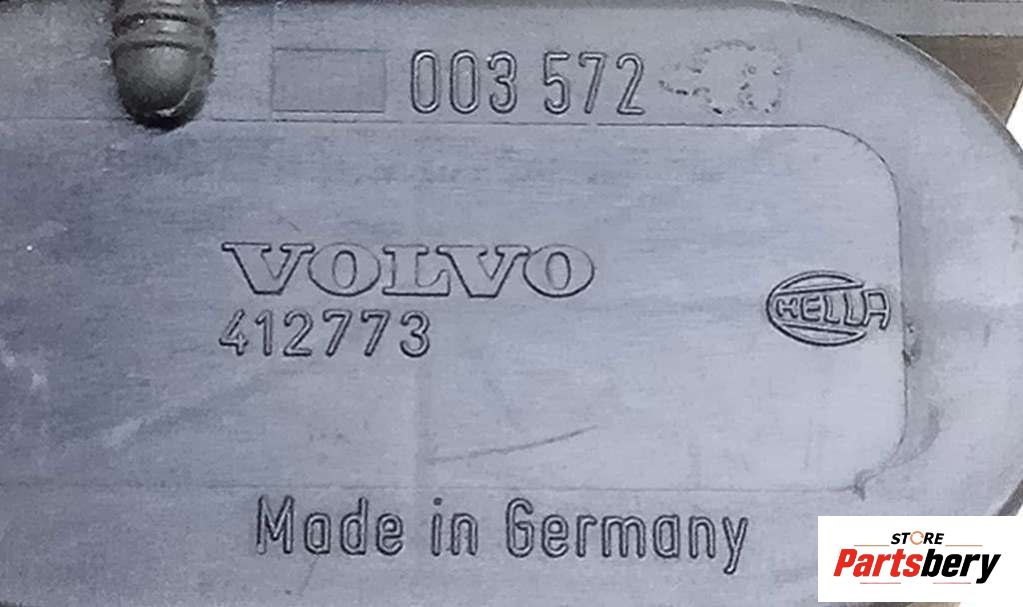 003 572
VOLVO
412773
HELLA
Made in Germany
STORE
Partsbery